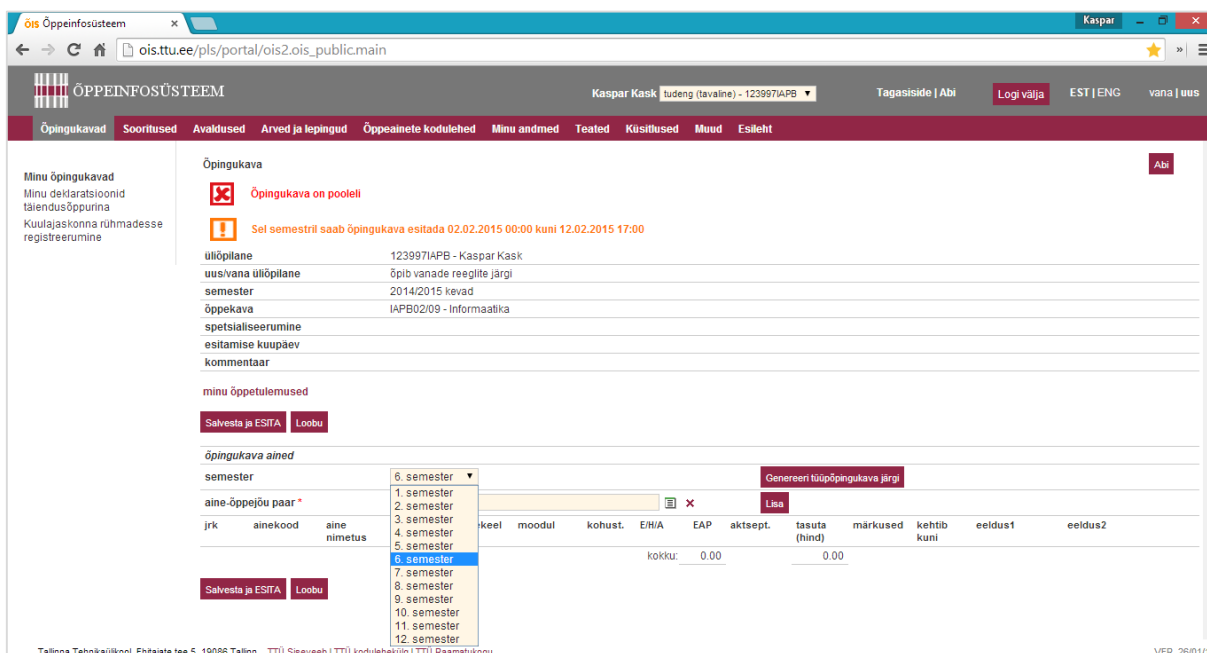 õis Õppeinfosüsteem
Kaspar
ois.ttu.ee/pls/portal/ois2.ois_public.main
ÕPPEINFOSÜSTEEM
Kaspar Kask tudeng (tavaline) - 123997IAPB
Tagasiside | Abi
Logi välja
EST | ENG
vana | uus
Õpingukavad Sooritused Avaldused Arved ja lepingud Õppeainete kodulehed Minu andmed Teated Küsitlused Muud Esileht
Minu õpingukavad
Minu deklaratsioonid
täiendusõppurina
Kuulajaskonna rühmadesse
registreerumine
Õpingukava
Abi
Õpingukava on pooleli
Sel semestril saab õpingukava esitada 02.02.2015 00:00 kuni 12.02.2015 17:00
üliõpilane 123997IAPB - Kaspar Kask
uus/vana üliõpilane õpib vanade reeglite järgi
semester 2014/2015 kevad
õppekava IAPB02/09 - Informaatika
spetsialiseerumine
esitamise kuupäev
kommentaar
minu õppetulemused
Salvesta ja ESITA Loobu
õpingukava ained
semester 6. semester Genereeri tüüpõpingukava järgi
aine-õppejõu paar * Lisa
1. semester
2. semester
3. semester
4. semester
5. semester
6. semester
7. semester
8. semester
9. semester
10. semester
11. semester
12. semester
jrk ainekood aine nimetus moodul kohust. E/H/A EAP aktsept. tasuta (hind) märkused kehtib kuni eeldus1 eeldus2
kokku: 0.00 0.00
Salvesta ja ESITA Loobu